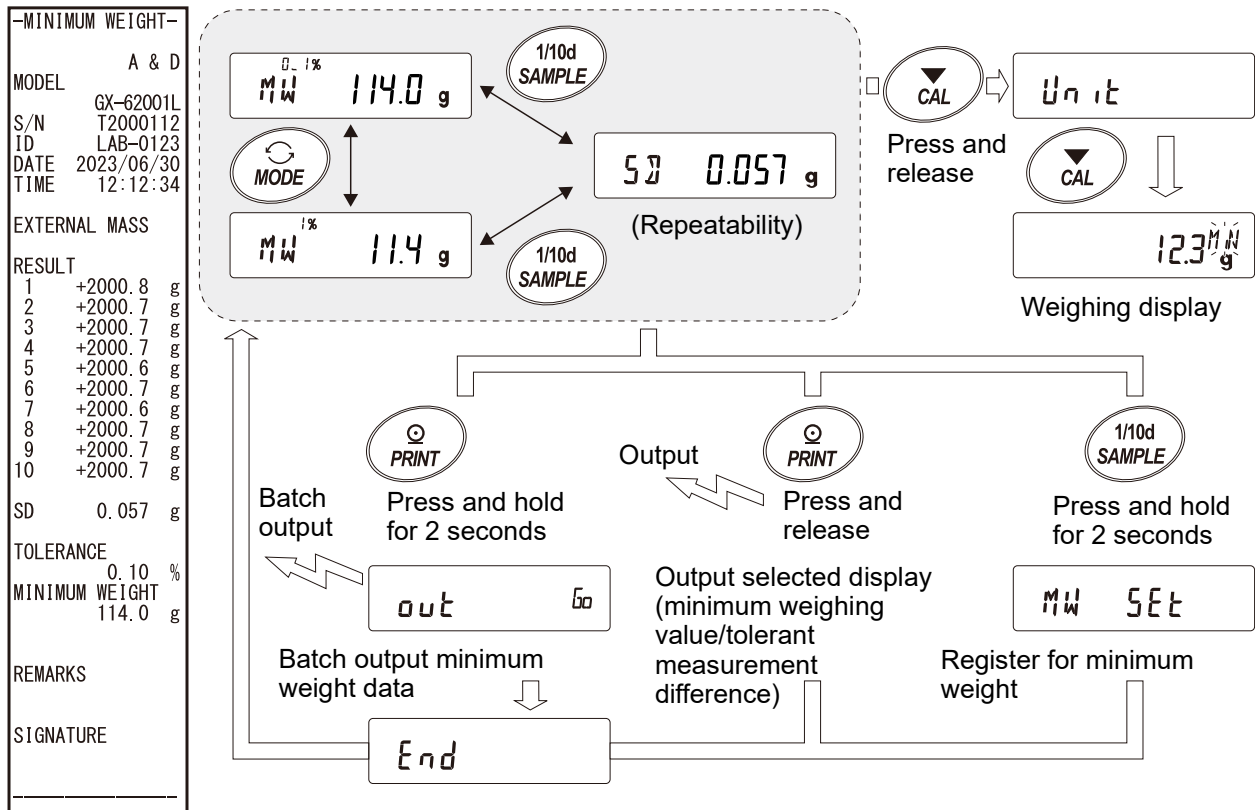 -MINIMUM WEIGHT-
A & D
MODEL
GX-62001L
S/N T2000112
ID LAB-0123
DATE 2023/06/30
TIME 12:12:34
EXTERNAL MASS
RESULT
1 +2000.8 g
2 +2000.7 g
3 +2000.7 g
4 +2000.7 g
5 +2000.6 g
6 +2000.7 g
7 +2000.6 g
8 +2000.7 g
9 +2000.7 g
10 +2000.7 g
SD 0.057 g
TOLERANCE
0.10 %
MINIMUM WEIGHT
114.0 g
REMARKS
SIGNATURE
0_1%
MW 114.0 g
1/10d
SAMPLE
MODE
SD 0.057 g
(Repeatability)
1%
MW 11.4 g
1/10d
SAMPLE
CAL
Press and
release
Unit
CAL
12.3 MW
g
Weighing display
PRINT
Press and hold
for 2 seconds
Batch
output
out Go
Batch output minimum
weight data
End
Output
PRINT
Press and
release
Output selected display
(minimum weighing
value/tolerant
measurement
difference)
1/10d
SAMPLE
Press and hold
for 2 seconds
MW SEt
Register for minimum
weight